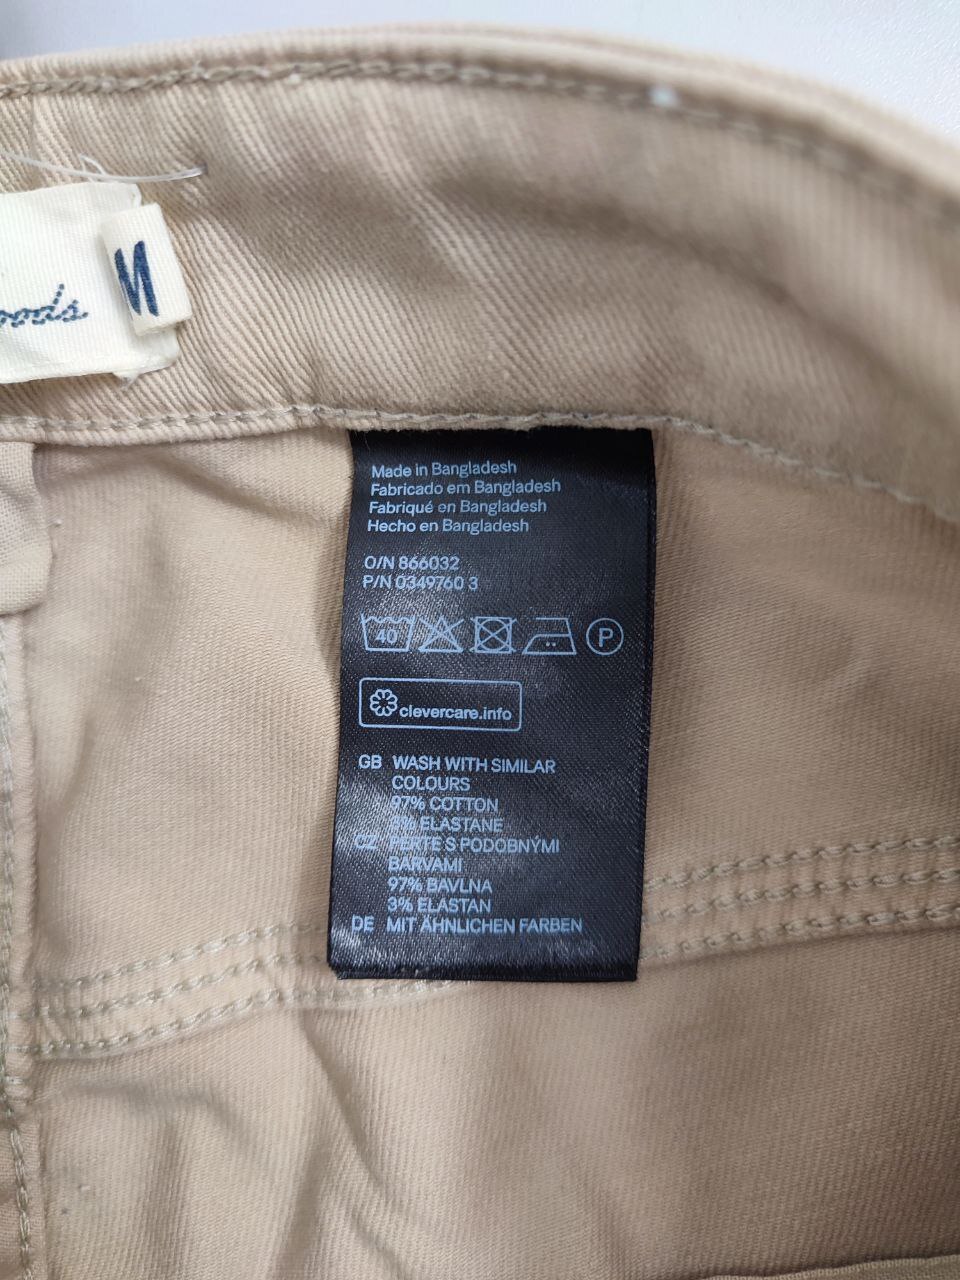 M
Made in Bangladesh
Fabricado em Bangladesh
Fabriqué en Bangladesh
Hecho en Bangladesh
O/N 866032
P/N 0349760 3
40 P
clevercare.info
GB WASH WITH SIMILAR
COLOURS
97% COTTON
3% ELASTANE
CZ PERTE S PODOBNÝMI
BARVAMI
97% BAVLNA
3% ELASTAN
DE MIT ÄHNLICHEN FARBEN